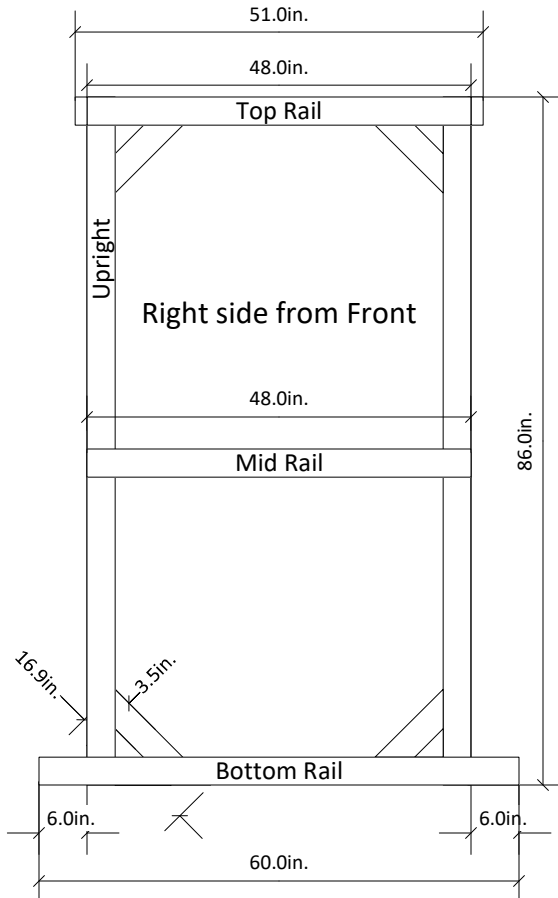 51.0in.
48.0in.
Top Rail
Upright
Right side from Front
48.0in.
86.0in.
Mid Rail
16.9in.
3.5in.
Bottom Rail
6.0in.
6.0in.
60.0in.